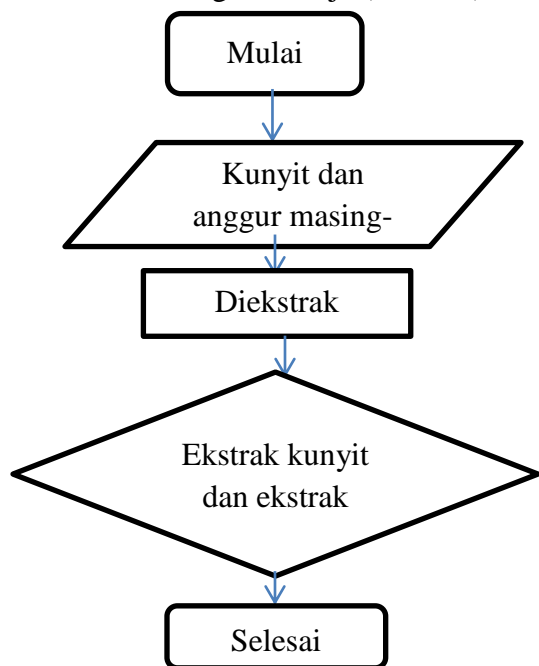 Mulai
Kunyit dan
anggur masing-
Diekstrak
Ekstrak kunyit
dan ekstrak
Selesai